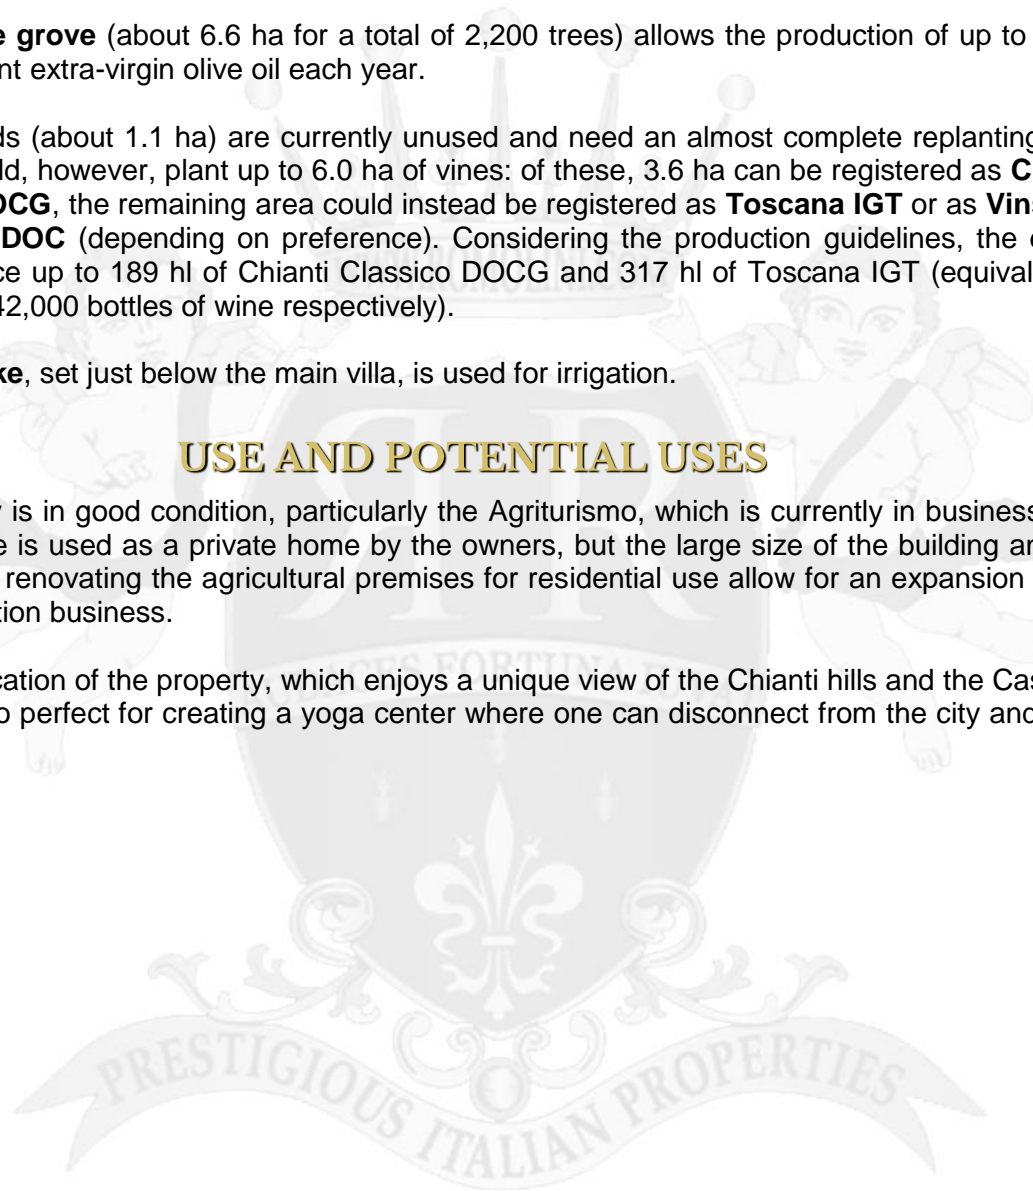 e grove (about 6.6 ha for a total of 2,200 trees) allows the production of up to
nt extra-virgin olive oil each year.
ds (about 1.1 ha) are currently unused and need an almost complete replanting
ld, however, plant up to 6.0 ha of vines: of these, 3.6 ha can be registered as C
OCG, the remaining area could instead be registered as Toscana IGT or as Vins
DOC (depending on preference). Considering the production guidelines, the
ce up to 189 hl of Chianti Classico DOCG and 317 hl of Toscana IGT (equival
42,000 bottles of wine respectively).
ke, set just below the main villa, is used for irrigation.
USE AND POTENTIAL USES
y is in good condition, particularly the Agriturismo, which is currently in business
e is used as a private home by the owners, but the large size of the building an
renovating the agricultural premises for residential use allow for an expansion
tion business.
cation of the property, which enjoys a unique view of the Chianti hills and the Cas
o perfect for creating a yoga center where one can disconnect from the city and
WWW.ROMOLINI.COM
RR
PRESTIGIOUS ITALIAN PROPERTIES